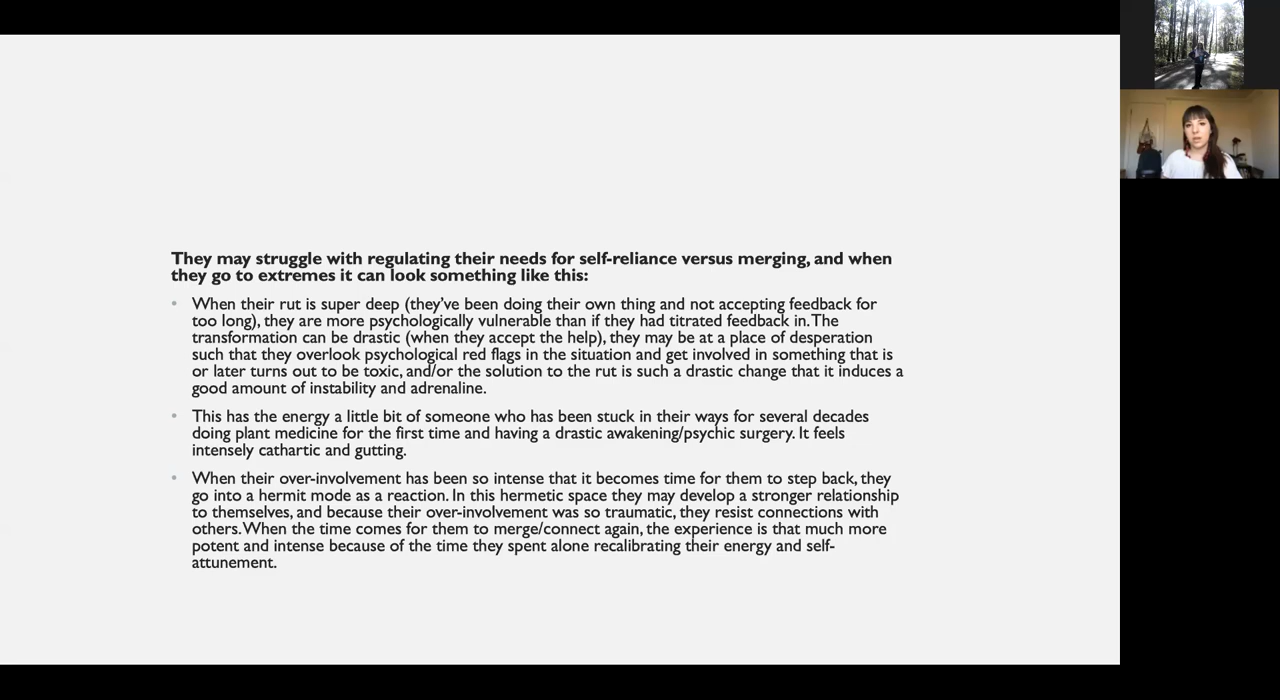 They may struggle with regulating their needs for self-reliance versus merging, and when
they go to extremes it can look something like this:
• When their rut is super deep (they’ve been doing their own thing and not accepting feedback for
too long), they are more psychologically vulnerable than if they had titrated feedback in. The
transformation can be drastic (when they accept the help), they may be at a place of desperation
such that they overlook psychological red flags in the situation and get involved in something that is
or later turns out to be toxic, and/or the solution to the rut is such a drastic change that it induces a
good amount of instability and adrenaline.
• This has the energy a little bit of someone who has been stuck in their ways for several decades
doing plant medicine for the first time and having a drastic awakening/psychic surgery. It feels
intensely cathartic and gutting.
• When their over-involvement has been so intense that it becomes time for them to step back, they
go into a hermit mode as a reaction. In this hermetic space they may develop a stronger relationship
to themselves, and because their over-involvement was so traumatic, they resist connections with
others. When the time comes for them to merge/connect again, the experience is that much more
potent and intense because of the time they spent alone recalibrating their energy and self-
attunement.